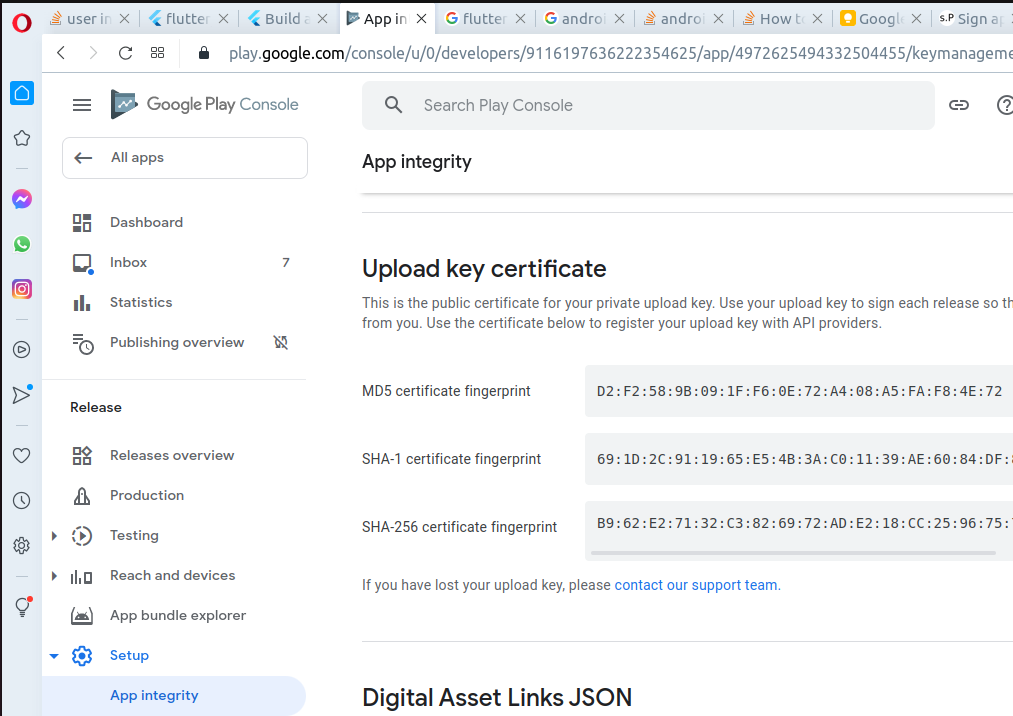 user in
flutter
Build a
App in
flutter
androi
androi
How to
Google
s.P Sign ap
play.google.com/console/u/0/developers/9116197636222354625/app/4972625494332504455/keymanageme
Google Play Console
Search Play Console
All apps
App integrity
Dashboard
Inbox 7
Statistics
Publishing overview
Release
Releases overview
Production
Testing
Reach and devices
App bundle explorer
Setup
App integrity
Upload key certificate
This is the public certificate for your private upload key. Use your upload key to sign each release so th
from you. Use the certificate below to register your upload key with API providers.
MD5 certificate fingerprint
D2:F2:58:9B:09:1F:F6:0E:72:A4:08:A5:FA:F8:4E:72
SHA-1 certificate fingerprint
69:1D:2C:91:19:65:E5:4B:3A:C0:11:39:AE:60:84:DF:
SHA-256 certificate fingerprint
B9:62:E2:71:32:C3:82:69:72:AD:E2:18:CC:25:96:75:
If you have lost your upload key, please contact our support team.
Digital Asset Links JSON